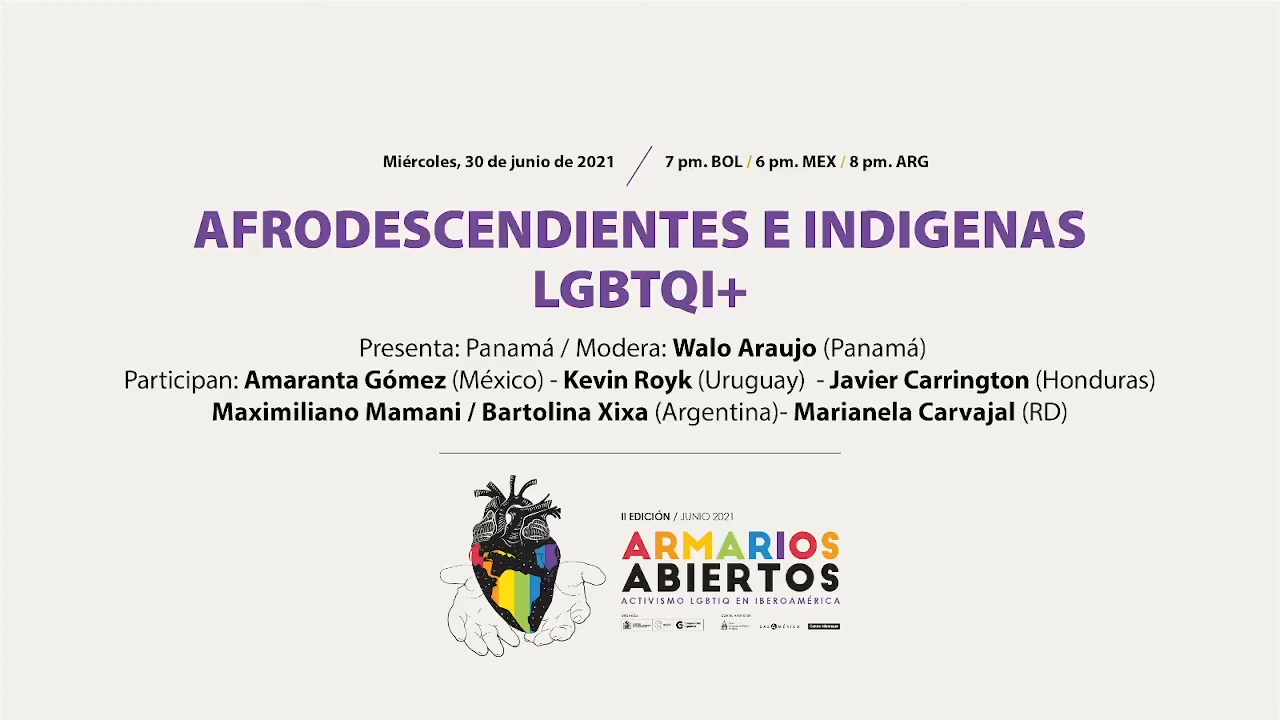 Miércoles, 30 de junio de 2021 / 7 pm. BOL / 6 pm. MEX / 8 pm. ARG
AFRODESCENDIENTES E INDIGENAS
LGBTQI+
Presenta: Panamá / Modera: Walo Araujo (Panamá)
Participan: Amaranta Gómez (México) - Kevin Royk (Uruguay) - Javier Carrington (Honduras)
Maximiliano Mamani / Bartolina Xixa (Argentina)- Marianela Carvajal (RD)
II EDICIÓN / JUNIO 2021
ARMARIOS
ABIERTOS
ACTIVISMO LGBTIQ EN IBEROAMÉRICA